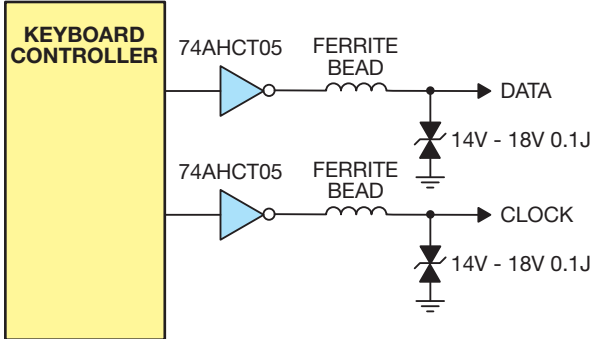 KEYBOARD
CONTROLLER
74AHCT05
FERRITE
BEAD
DATA
14V - 18V 0.1J
74AHCT05
FERRITE
BEAD
CLOCK
14V - 18V 0.1J